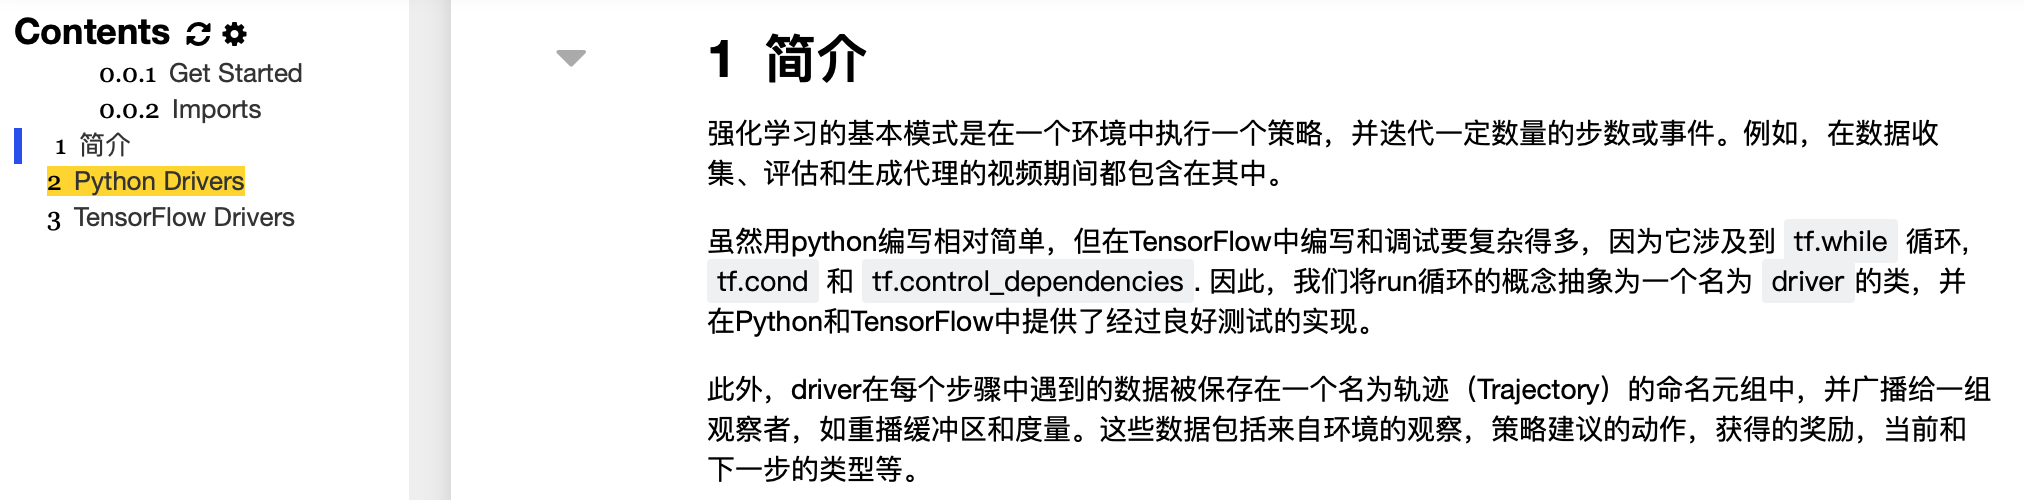 Contents
0.0.1 Get Started
0.0.2 Imports
1 简介
2 Python Drivers
3 TensorFlow Drivers
1 简介
强化学习的基本模式是在一个环境中执行一个策略，并迭代一定数量的步数或事件。例如，在数据收
集、评估和生成代理的视频期间都包含在其中。
虽然用python编写相对简单，但在TensorFlow中编写和调试要复杂得多，因为它涉及到 tf.while 循环,
tf.cond 和 tf.control_dependencies . 因此，我们将run循环的概念抽象为一个名为 driver 的类，并
在Python和TensorFlow中提供了经过良好测试的实现。
此外，driver在每个步骤中遇到的数据被保存在一个名为轨迹（Trajectory）的命名元组中，并广播给一组
观察者，如重播缓冲区和度量。这些数据包括来自环境的观察，策略建议的动作，获得的奖励，当前和
下一步的类型等。